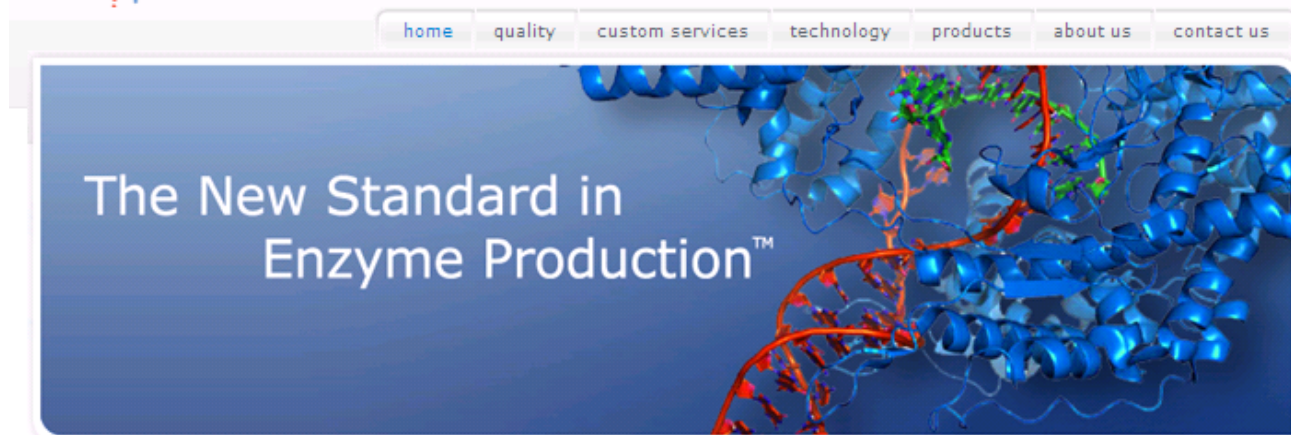 home quality custom services technology products about us contact us
The New Standard in
Enzyme Production™